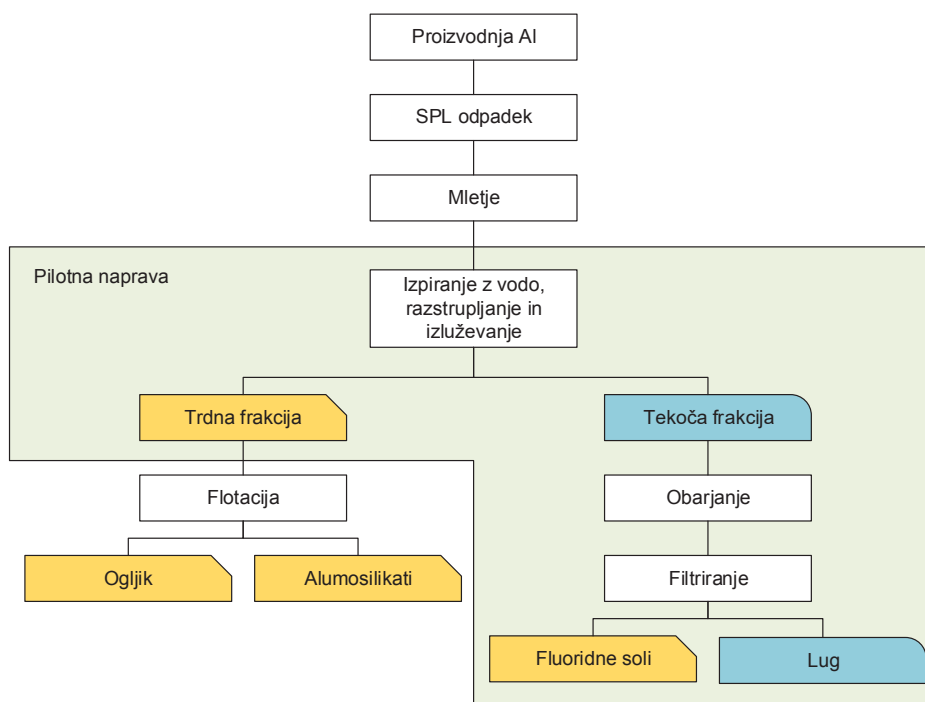 Proizvodnja Al
SPL odpadek
Mletje
Pilotna naprava
Izpiranje z vodo,
razstrupljanje in
izluževanje
Trdna frakcija
Tekoča frakcija
Flotacija
Obarjanje
Ogljik
Alumosilikati
Filtriranje
Fluoridne soli
Lug